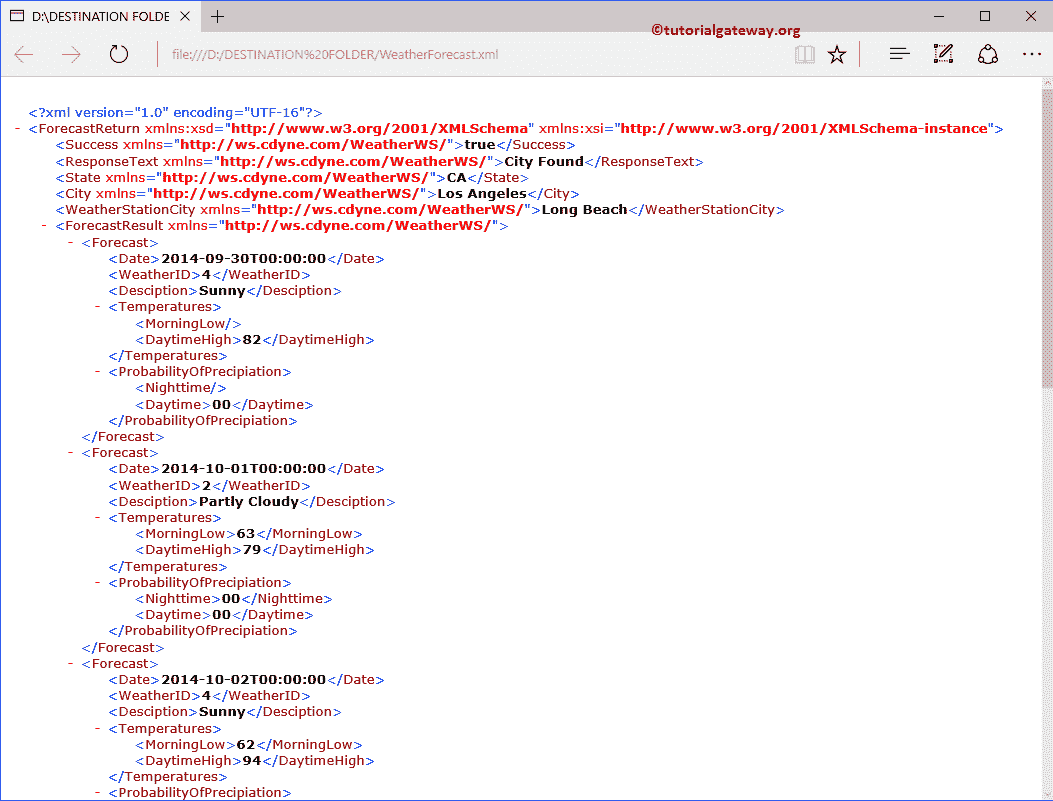 D:\DESTINATION FOLDE
©tutorialgateway.org
file:///D:/DESTINATION%20FOLDER/WeatherForecast.xml
<?xml version="1.0" encoding="UTF-16"?>
- <ForecastReturn xmlns:xsd="http://www.w3.org/2001/XMLSchema" xmlns:xsi="http://www.w3.org/2001/XMLSchema-instance">
<Success xmlns="http://ws.cdyne.com/WeatherWS/">true</Success>
<ResponseText xmlns="http://ws.cdyne.com/WeatherWS/">City Found</ResponseText>
<State xmlns="http://ws.cdyne.com/WeatherWS/">CA</State>
<City xmlns="http://ws.cdyne.com/WeatherWS/">Los Angeles</City>
<WeatherStationCity xmlns="http://ws.cdyne.com/WeatherWS/">Long Beach</WeatherStationCity>
- <ForecastResult xmlns="http://ws.cdyne.com/WeatherWS/">
- <Forecast>
<Date>2014-09-30T00:00:00</Date>
<WeatherID>4</WeatherID>
<Desciption>Sunny</Desciption>
- <Temperatures>
<MorningLow/>
<DaytimeHigh>82</DaytimeHigh>
</Temperatures>
- <ProbabilityOfPrecipiation>
<Nighttime/>
<Daytime>00</Daytime>
</ProbabilityOfPrecipiation>
</Forecast>
- <Forecast>
<Date>2014-10-01T00:00:00</Date>
<WeatherID>2</WeatherID>
<Desciption>Partly Cloudy</Desciption>
- <Temperatures>
<MorningLow>63</MorningLow>
<DaytimeHigh>79</DaytimeHigh>
</Temperatures>
- <ProbabilityOfPrecipiation>
<Nighttime>00</Nighttime>
<Daytime>00</Daytime>
</ProbabilityOfPrecipiation>
</Forecast>
- <Forecast>
<Date>2014-10-02T00:00:00</Date>
<WeatherID>4</WeatherID>
<Desciption>Sunny</Desciption>
- <Temperatures>
<MorningLow>62</MorningLow>
<DaytimeHigh>94</DaytimeHigh>
</Temperatures>
- <ProbabilityOfPrecipiation>